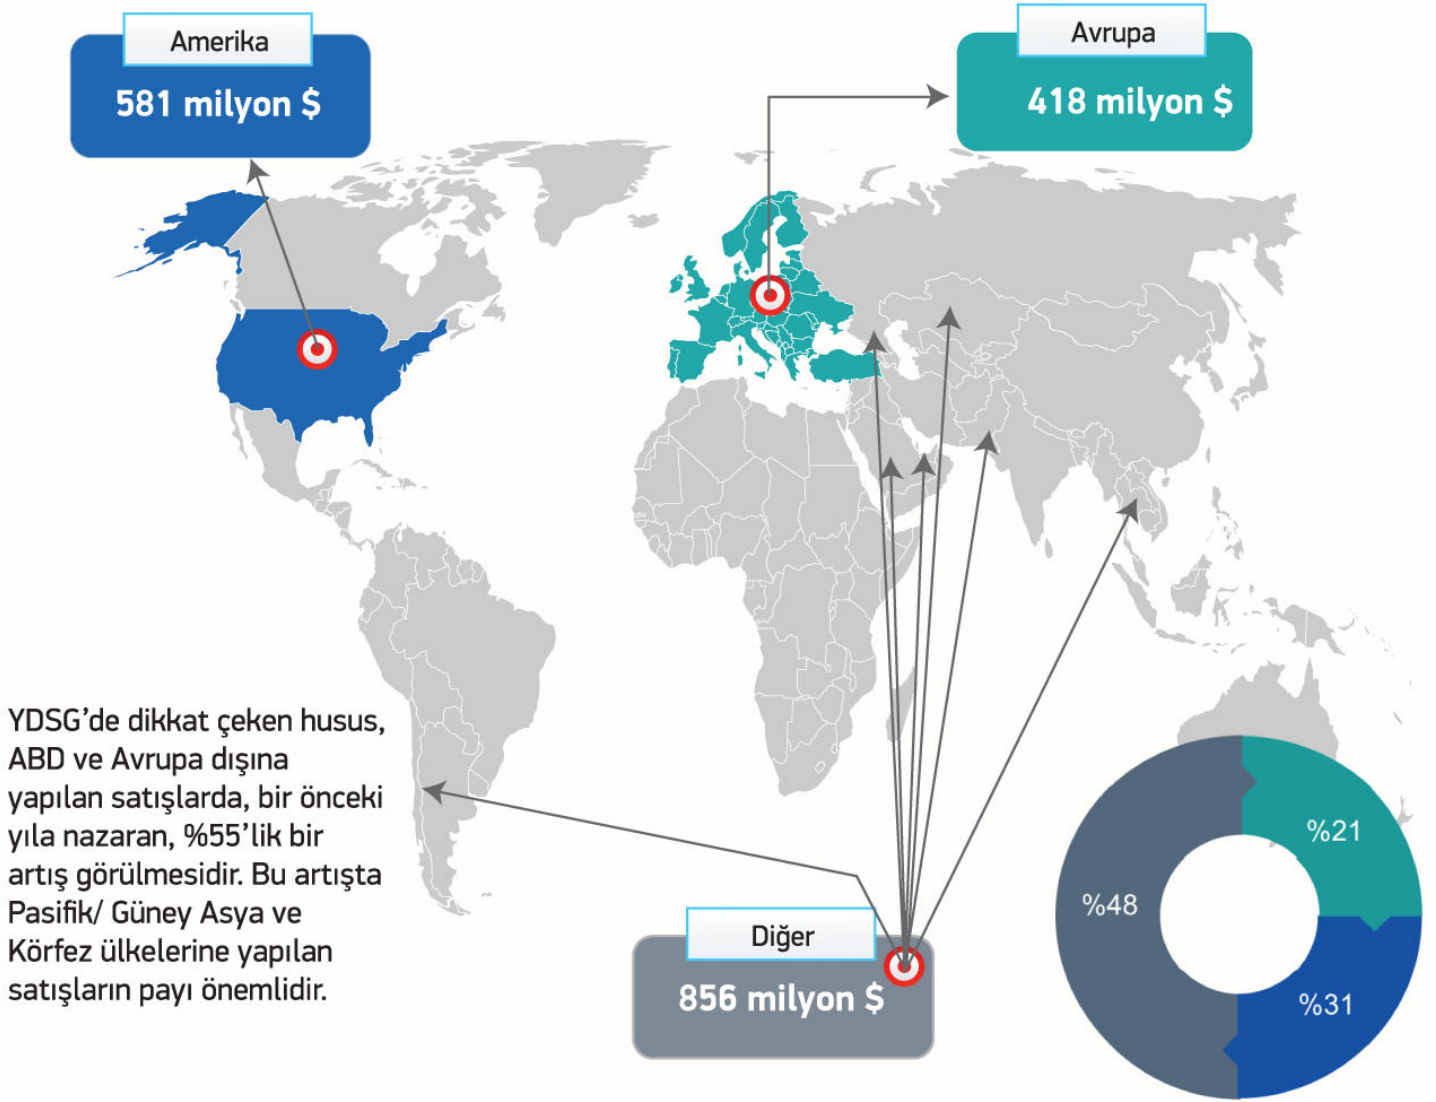 Amerika
581 milyon $
Avrupa
418 milyon $
YDSG’de dikkat çeken husus,
ABD ve Avrupa dışına
yapılan satışlarda, bir önceki
yıla nazaran, %55’lik bir
artış görülmesidir. Bu artışta
Pasifik/ Güney Asya ve
Körfez ülkelerine yapılan
satışların payı önemlidir.
Diğer
856 milyon $
%21
%48
%31